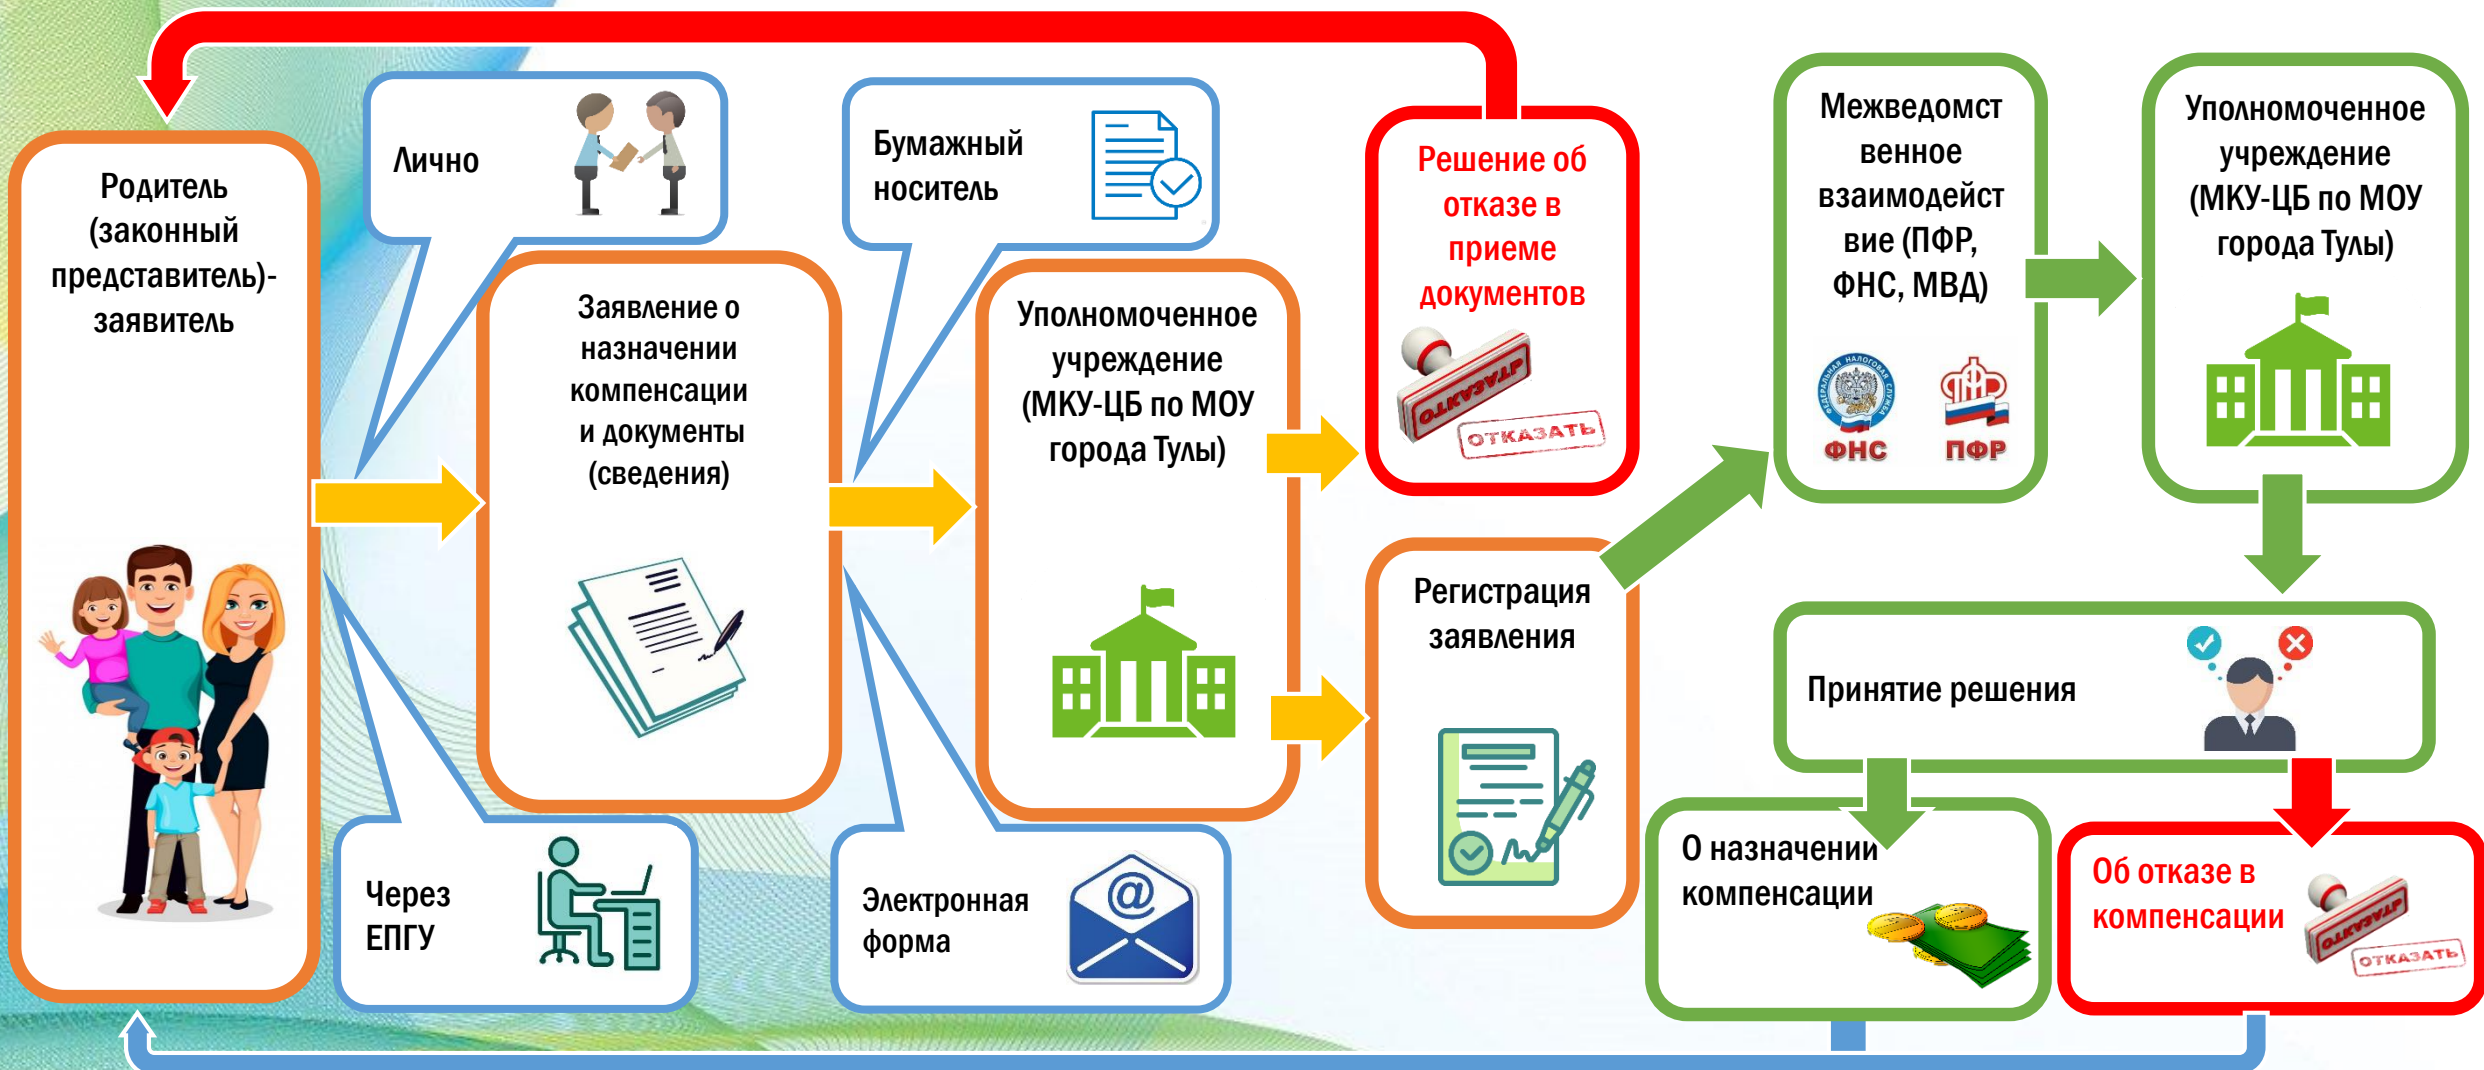 Родитель
(законный
представитель)-
заявитель
Лично
Через
ЕПГУ
Заявление о
назначении
компенсации
и документы
(сведения)
Бумажный
носитель
Электронная
форма
@
Уполномоченное
учреждение
(МКУ-ЦБ по МОУ
города Тулы)
Решение об
отказе в
приеме
документов
ОТКАЗАТЬ
ОТКАЗАТЬ
Регистрация
заявления
Межведомст
венное
взаимодейст
вие (ПФР,
ФНС, МВД)
ФЕДЕРАЛЬНАЯ НАЛОГОВАЯ СЛУЖБА
ФНС
ПФР
Уполномоченное
учреждение
(МКУ-ЦБ по МОУ
города Тулы)
Принятие решения
О назначении
компенсации
Об отказе в
компенсации
ОТКАЗАТЬ
ОТКАЗАТЬ